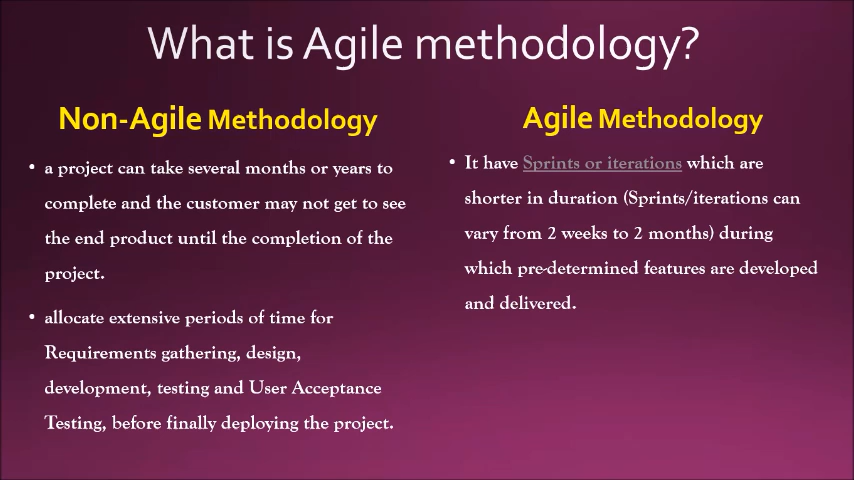 What is Agile methodology?
Non-Agile Methodology
• a project can take several months or years to
complete and the customer may not get to see
the end product until the completion of the
project.
• allocate extensive periods of time for
Requirements gathering, design,
development, testing and User Acceptance
Testing, before finally deploying the project.
Agile Methodology
• It have Sprints or iterations which are
shorter in duration (Sprints/iterations can
vary from 2 weeks to 2 months) during
which pre-determined features are developed
and delivered.